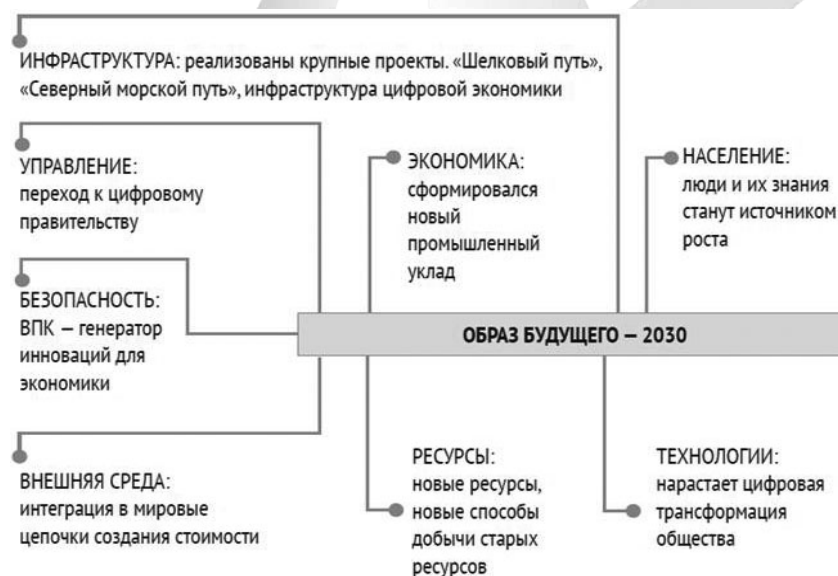 ИНФРАСТРУКТУРА: реализованы крупные проекты. «Шелковый путь»,
«Северный морской путь», инфраструктура цифровой экономики
УПРАВЛЕНИЕ:
переход к цифровому
правительству
ЭКОНОМИКА:
сформировался
новый
промышленный
уклад
НАСЕЛЕНИЕ:
люди и их знания
станут источником
роста
БЕЗОПАСНОСТЬ:
ВПК — генератор
инноваций для
экономики
ОБРАЗ БУДУЩЕГО — 2030
ВНЕШНЯЯ СРЕДА:
интеграция в мировые
цепочки создания стоимости
РЕСУРСЫ:
новые ресурсы,
новые способы
добычи старых
ресурсов
ТЕХНОЛОГИИ:
нарастает цифровая
трансформация
общества